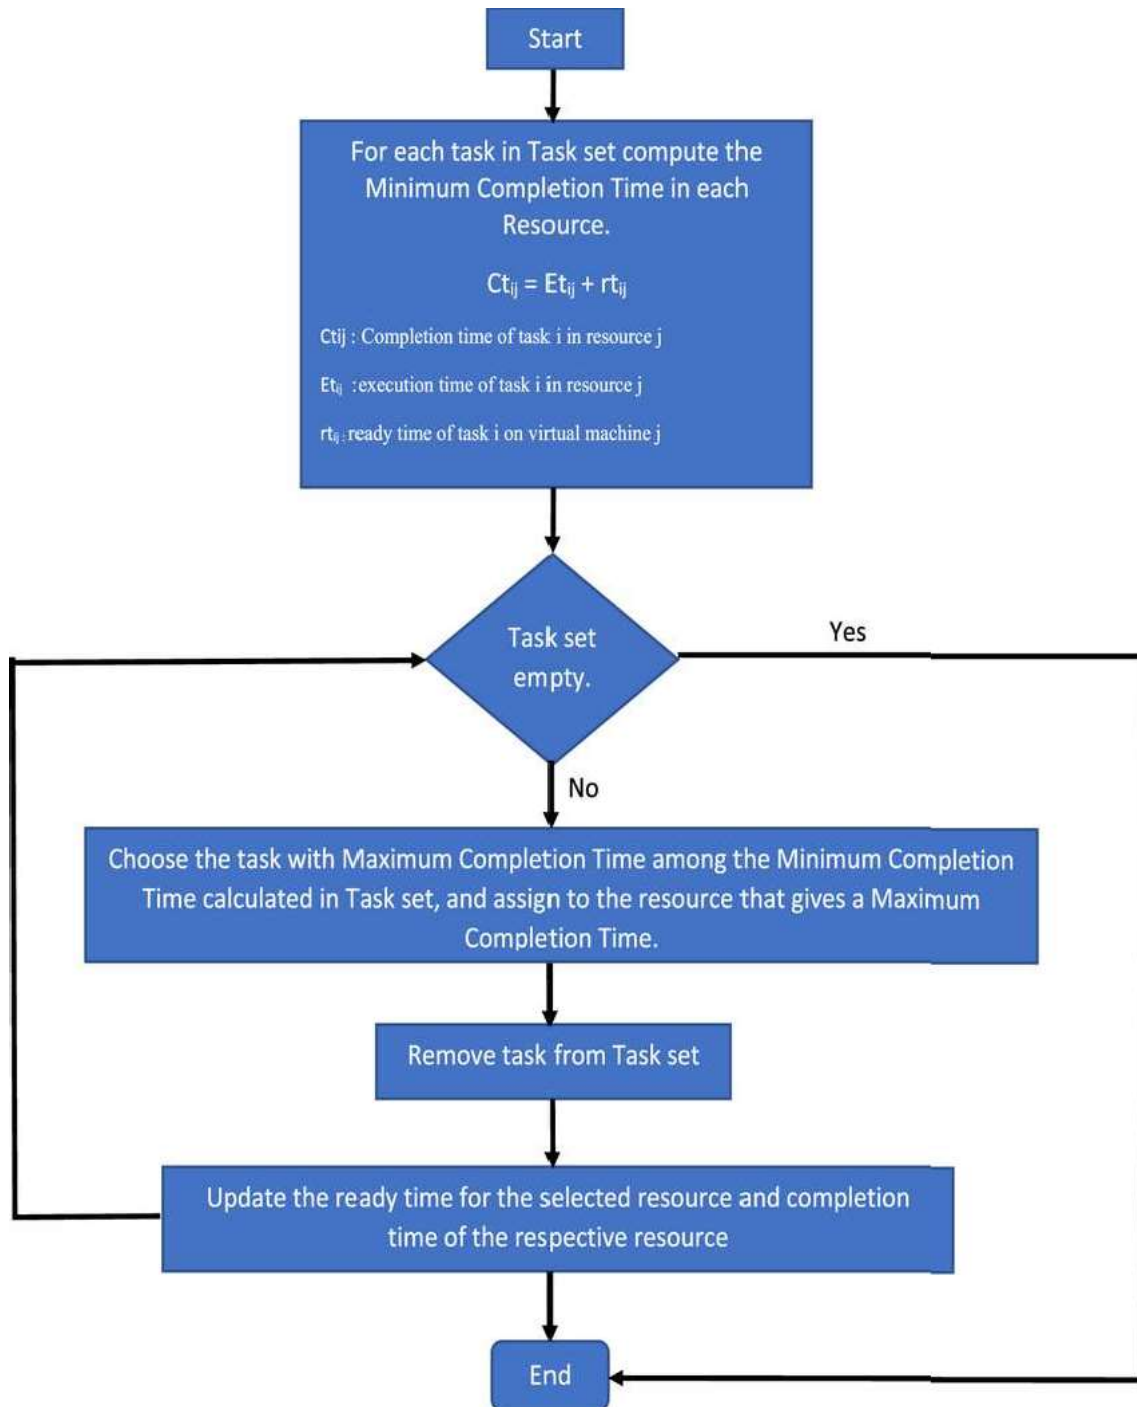 Start
For each task in Task set compute the
Minimum Completion Time in each
Resource.
Ctᵢⱼ = Etᵢⱼ + rtᵢⱼ
Ctij : Completion time of task i in resource j
Etᵢⱼ :execution time of task i in resource j
rtᵢⱼ : ready time of task i on virtual machine j
Task set
empty.
Yes
No
Choose the task with Maximum Completion Time among the Minimum Completion
Time calculated in Task set, and assign to the resource that gives a Maximum
Completion Time.
Remove task from Task set
Update the ready time for the selected resource and completion
time of the respective resource
End